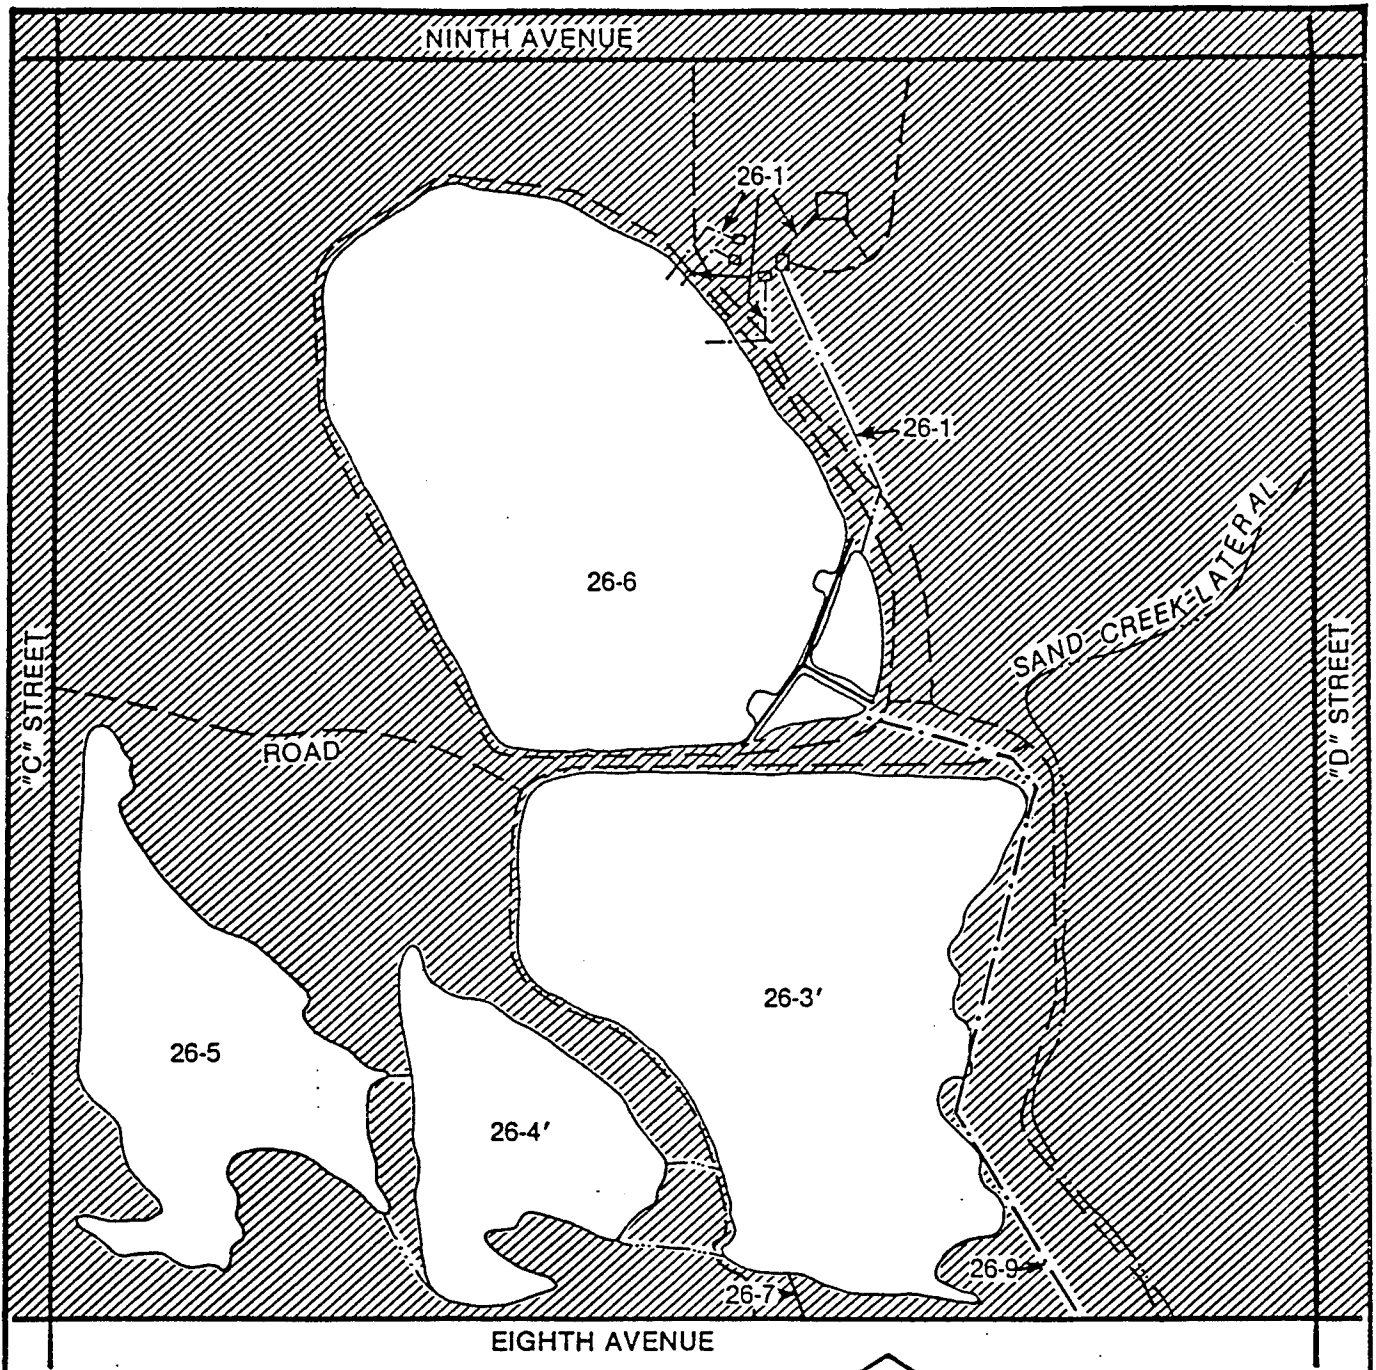 NINTH AVENUE
26-1
26-1
SAND CREEK LATERAL
26-6
"C" STREET
"D" STREET
ROAD
26-3'
26-5
26-4'
26-9
26-7
EIGHTH AVENUE